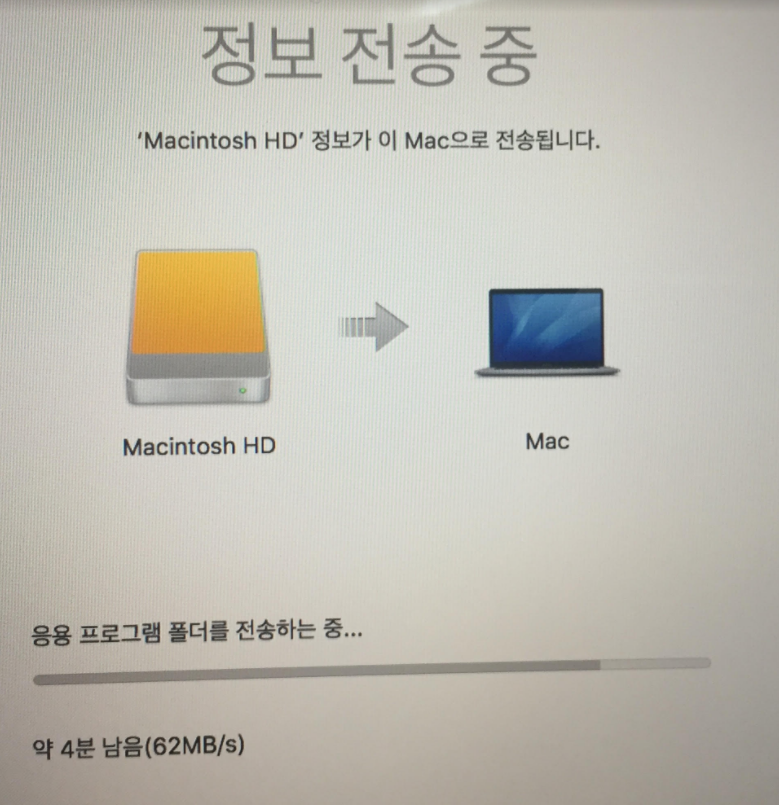 정보 전송 중
‘Macintosh HD’ 정보가 이 Mac으로 전송됩니다.
Macintosh HD
Mac
응용 프로그램 폴더를 전송하는 중...
약 4분 남음(62MB/s)